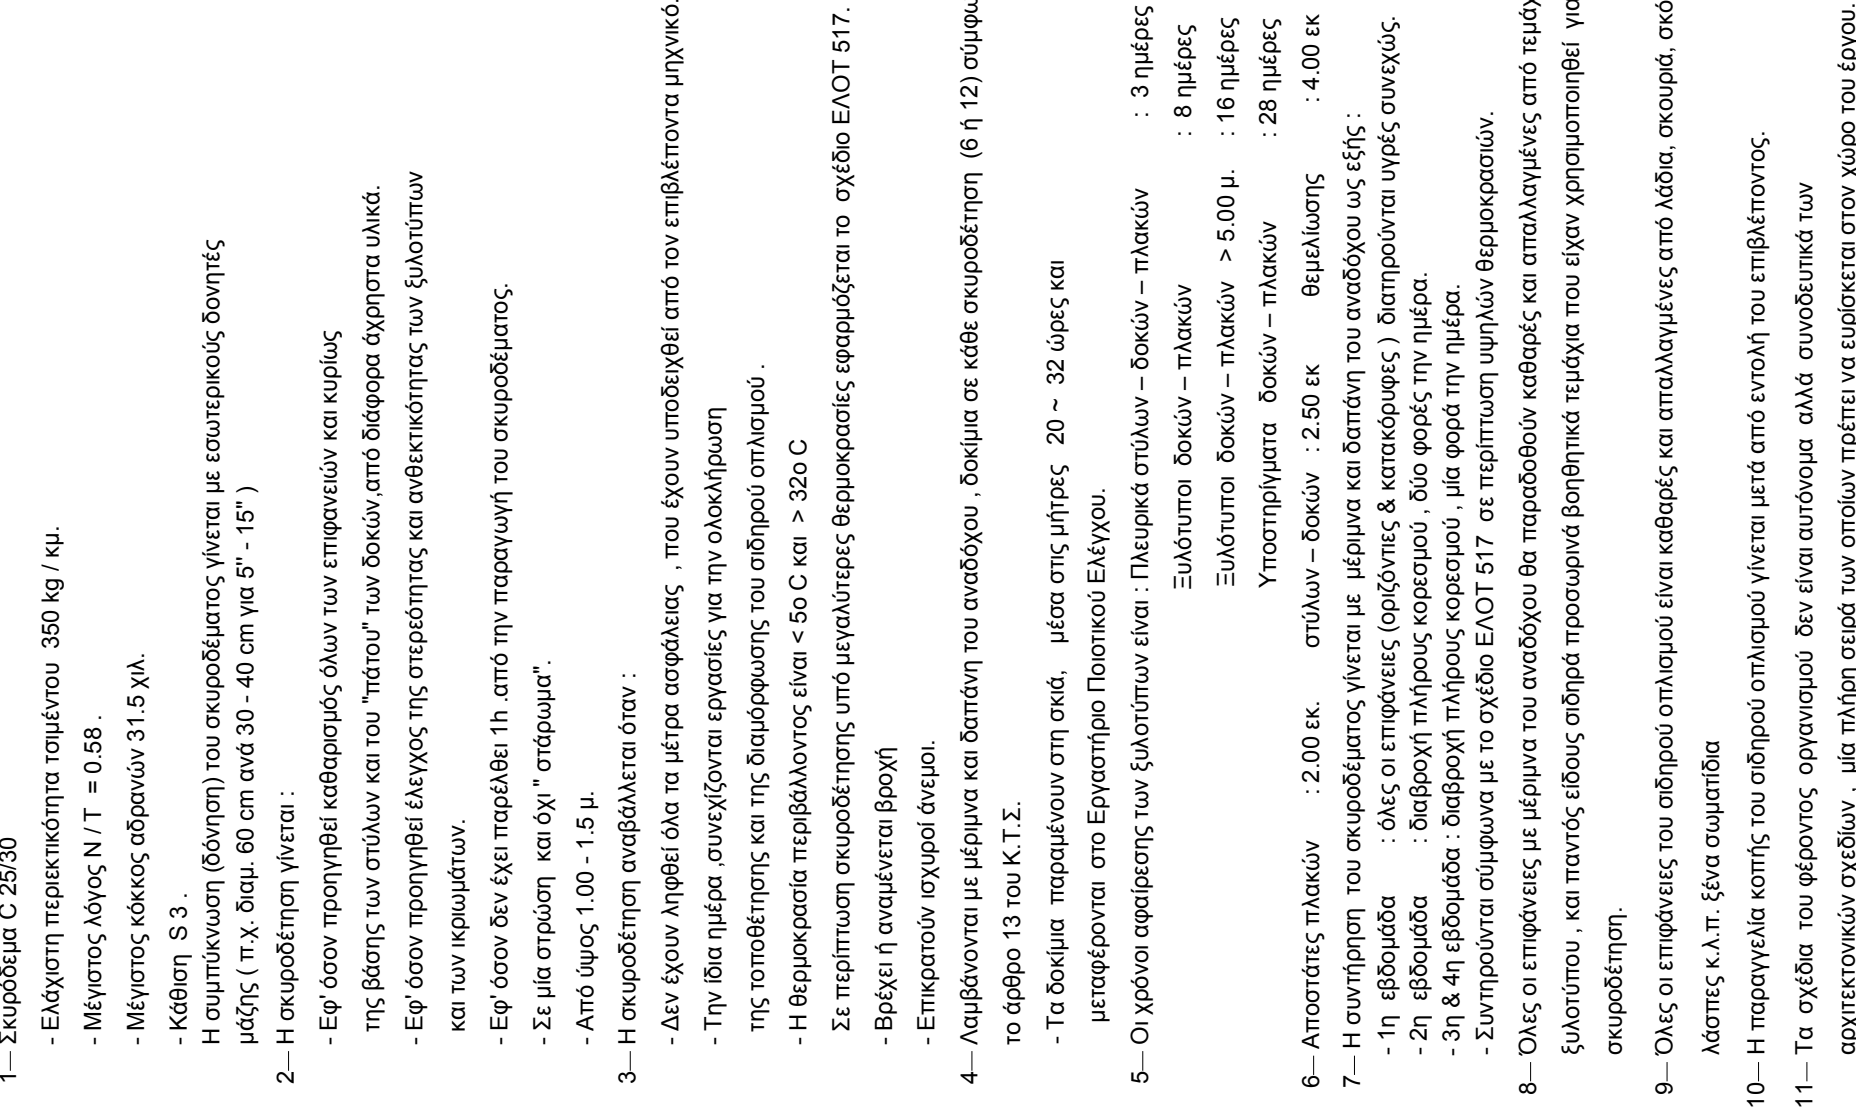 1— Σκυρόδεμα C 25/30
- Ελάχιστη περιεκτικότητα τσιμέντου 350 kg / κμ.
- Μέγιστος λόγος Ν / Τ = 0.58 .
- Μέγιστος κόκκος αδρανών 31.5 χιλ.
- Κάθιση S 3 .
Η συμπύκνωση (δόνηση) του σκυροδέματος γίνεται με εσωτερικούς δονητές
μάζης ( π.χ. διαμ. 60 cm ανά 30 - 40 cm για 5" - 15" )
2— Η σκυροδέτηση γίνεται :
- Εφ' όσον προηγηθεί καθαρισμός όλων των επιφανειών και κυρίως
της βάσης των στύλων και του "πάτου" των δοκών,από διάφορα άχρηστα υλικά.
- Εφ' όσον προηγηθεί έλεγχος της στερεότητας και ανθεκτικότητας των ξυλοτύπων
και των ικριωμάτων.
- Εφ' όσον δεν έχει παρέλθει 1h .από την παραγωγή του σκυροδέματος.
- Σε μία στρώση και όχι " στάρωμα".
- Από ύψος 1.00 - 1.5 μ.
3— Η σκυροδέτηση αναβάλλεται όταν :
- Δεν έχουν ληφθεί όλα τα μέτρα ασφάλειας , που έχουν υποδειχθεί από τον επιβλέποντα μηχνικό.
- Την ίδια ημέρα ,συνεχίζονται εργασίες για την ολοκλήρωση
της τοποθέτησης και της διαμόρφωσης του σιδηρού οπλισμού .
- Η θερμοκρασία περιβάλλοντος είναι < 5ο C και > 32ο C
Σε περίπτωση σκυροδέτησης υπό μεγαλύτερες θερμοκρασίες εφαρμόζεται το σχέδιο ΕΛΟΤ 517.
- Βρέχει ή αναμένεται βροχή
- Επικρατούν ισχυροί άνεμοι.
4— Λαμβάνονται με μέριμνα και δαπάνη του αναδόχου , δοκίμια σε κάθε σκυροδέτηση (6 ή 12)
το άρθρο 13 του Κ.Τ.Σ.
- Τα δοκίμια παραμένουν στη σκιά, μέσα στις μήτρες 20 ~ 32 ώρες και
μεταφέρονται στο Εργαστήριο Ποιοτικού Ελέγχου.
5— Οι χρόνοι αφαίρεσης των ξυλοτύπων είναι : Πλευρικά στύλων – δοκών – πλακών : 3 ημέρες
Ξυλότυποι δοκών – πλακών : 8 ημέρες
Ξυλότυποι δοκών – πλακών > 5.00 μ. : 16 ημέρες
Υποστηρίγματα δοκών – πλακών : 28 ημέρες
6— Αποστάτες πλακών : 2.00 εκ. στύλων – δοκών : 2.50 εκ θεμελίωσης : 4.00 εκ
7— Η συντήρηση του σκυροδέματος γίνεται με μέριμνα και δαπάνη του αναδόχου ως εξής :
- 1η εβδομάδα : όλες οι επιφάνειες (οριζόντιες & κατακόρυφες ) διατηρούνται υγρές συνεχώς.
- 2η εβδομάδα : διαβροχή πλήρους κορεσμού , δύο φορές την ημέρα.
- 3η & 4η εβδομάδα : διαβροχή πλήρους κορεσμού , μία φορά την ημέρα.
- Συντηρούνται σύμφωνα με το σχέδιο ΕΛΟΤ 517 σε περίπτωση υψηλών θερμοκρασιών.
8— Όλες οι επιφάνειες με μέριμνα του αναδόχου θα παραδοθούν καθαρές και απαλλαγμένες από
ξυλοτύπου , και παντός είδους σιδηρά προσωρινά βοηθητικά τεμάχια που είχαν χρησιμοποιηθεί για
σκυροδέτηση.
9— Όλες οι επιφάνειες του σιδηρού οπλισμού είναι καθαρές και απαλλαγμένες από λάδια, σκουριά,
λάσπες κ.λ.π. ξένα σωματίδια
10— Η παραγγελία κοπής του σιδηρού οπλισμού γίνεται μετά από εντολή του επιβλέποντος.
11— Τα σχέδια του φέροντος οργανισμού δεν είναι αυτόνομα αλλά συνοδευτικά των
αρχιτεκτονικών σχεδίων , μία πλήρη σειρά των οποίων πρέπει να ευρίσκεται στον χώρο του έργου.